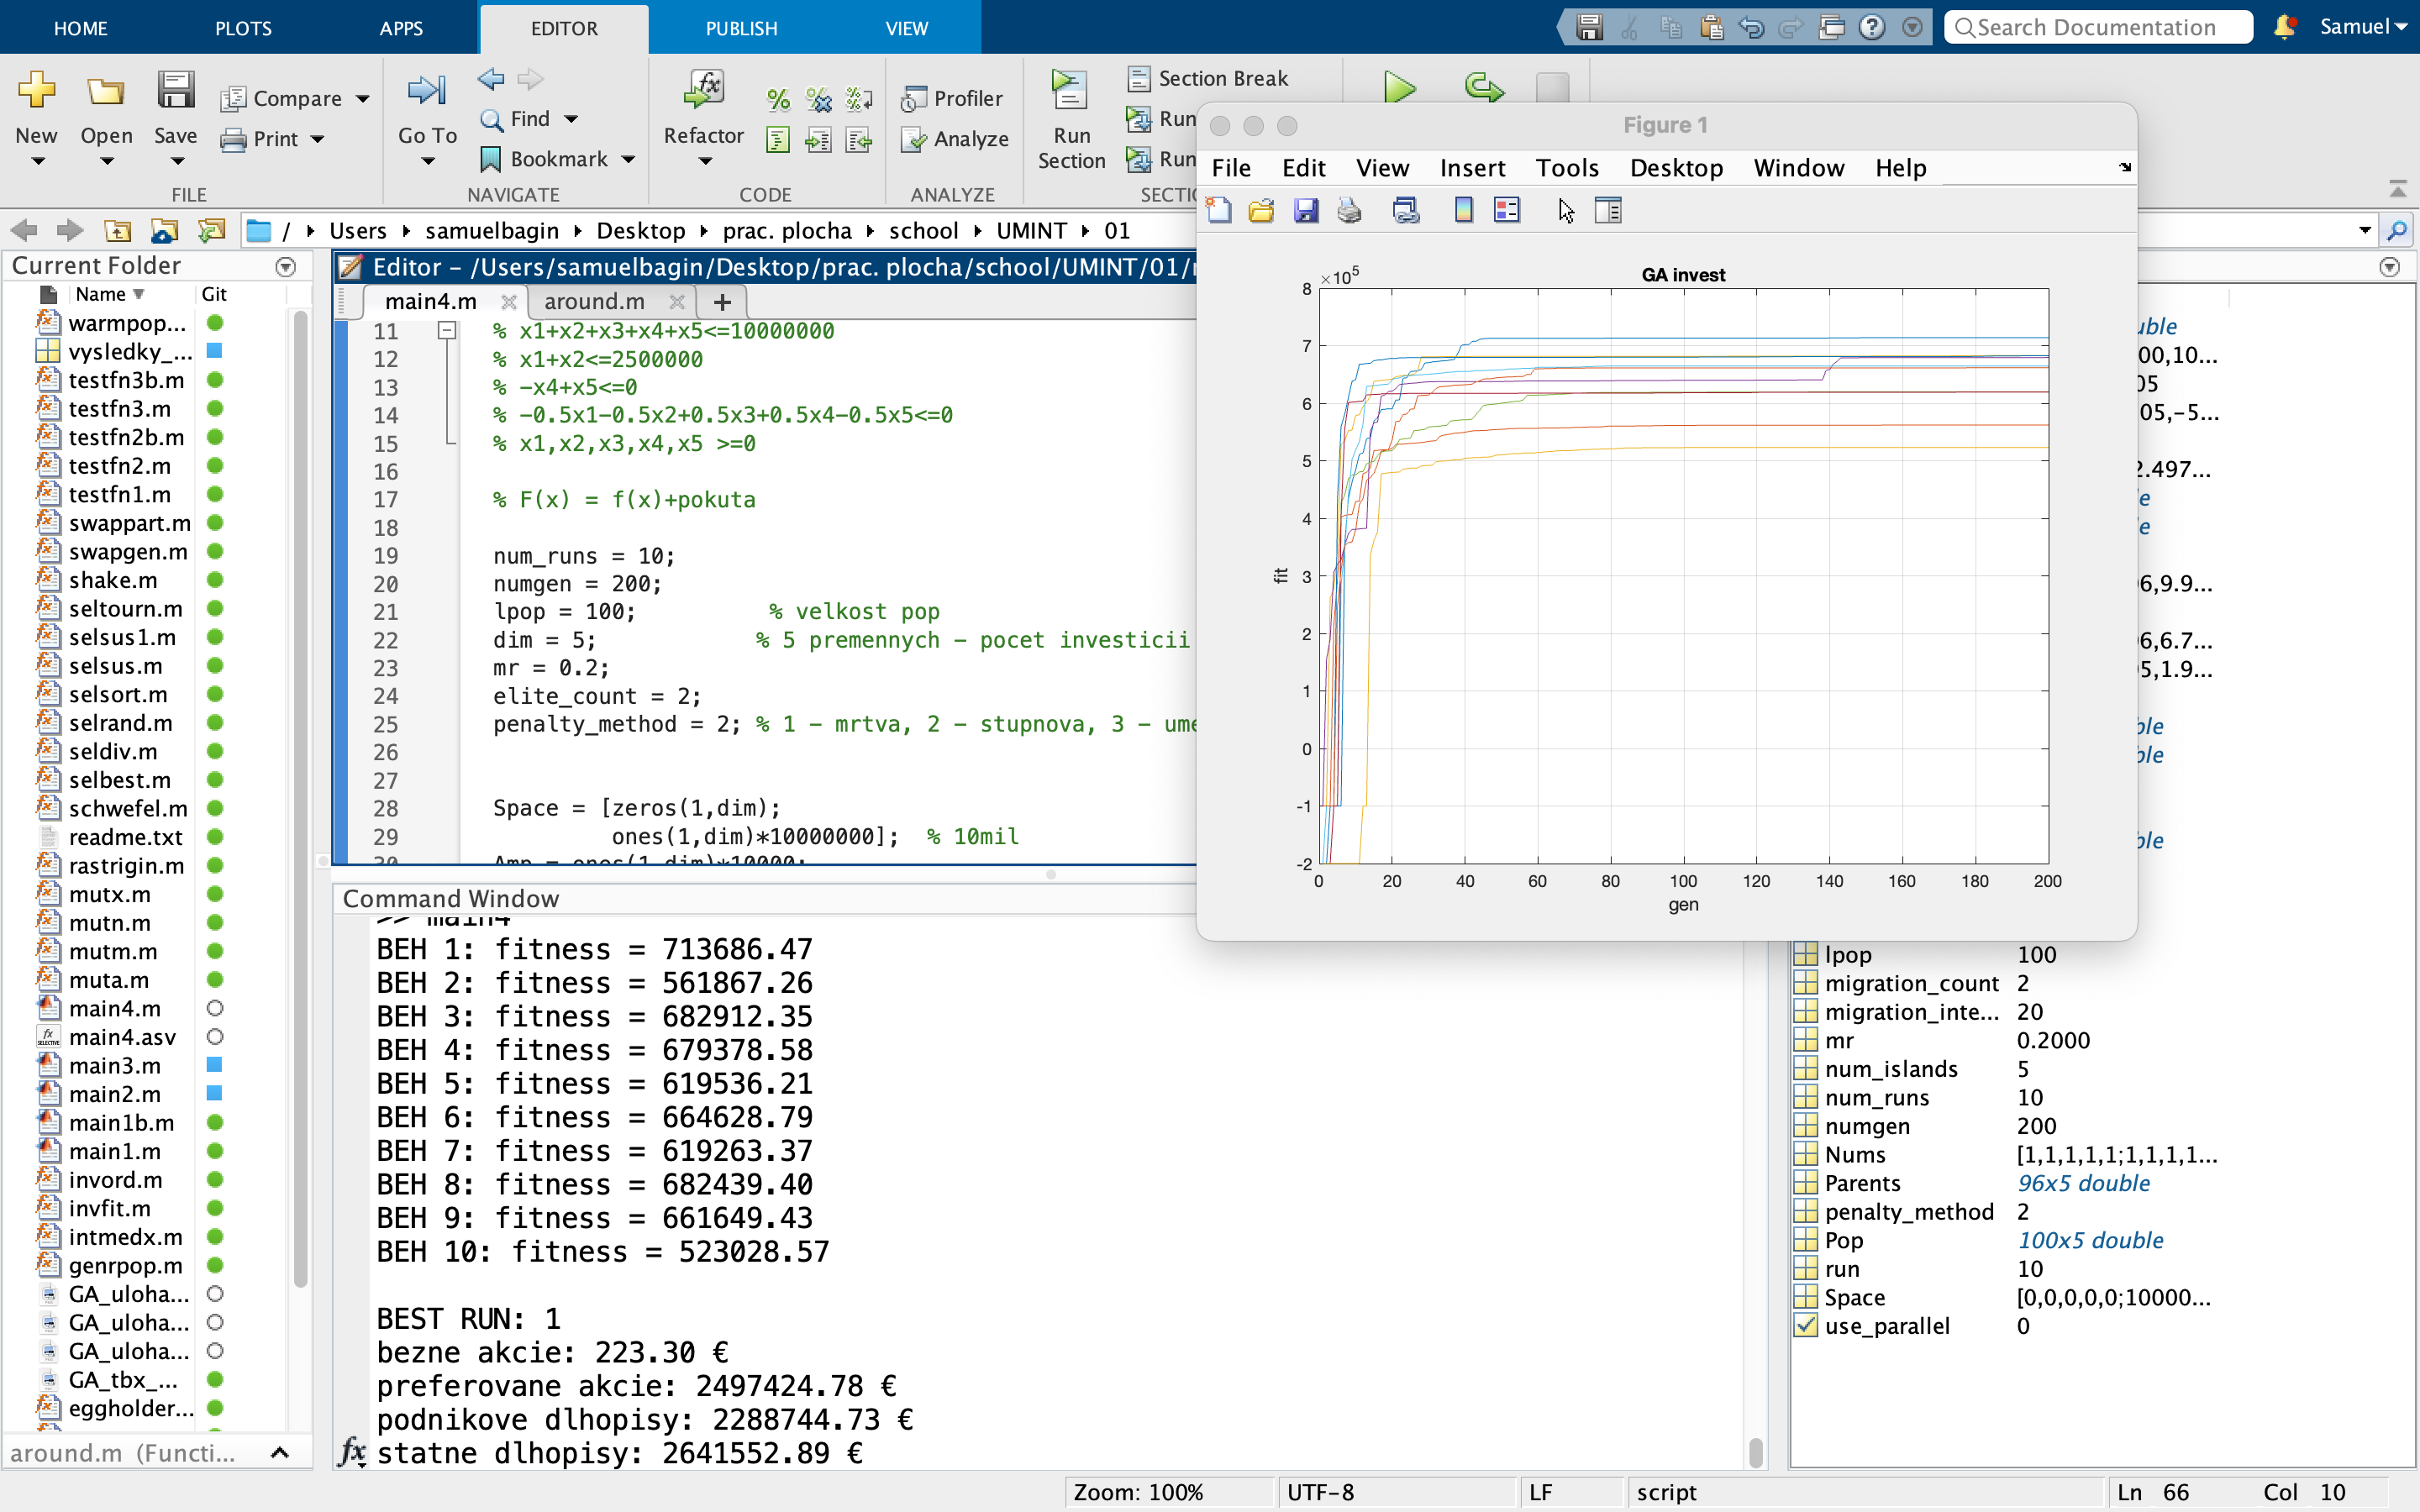 HOME PLOTS APPS EDITOR PUBLISH VIEW Search Documentation Samuel
New Open Save Compare Print FILE
Go To Find Bookmark NAVIGATE
Refactor CODE
Profiler Analyze ANALYZE
Run Section Section Break Run Run
/ Users samuelbagin Desktop prac. plocha school UMINT 01
Current Folder
Name Git
warmpop...
vysledky_...
testfn3b.m
testfn3.m
testfn2b.m
testfn2.m
testfn1.m
swappart.m
swapgen.m
shake.m
seltourn.m
selsus1.m
selsus.m
selsort.m
selrand.m
seldiv.m
selbest.m
schwefel.m
readme.txt
rastrigin.m
mutx.m
mutn.m
mutm.m
muta.m
main4.m
main4.asv
main3.m
main2.m
main1b.m
main1.m
invord.m
invfit.m
intmedx.m
genrpop.m
GA_uloha...
GA_uloha...
GA_uloha...
GA_tbx_...
eggholder...
around.m (Functi...
Editor – /Users/samuelbagin/Desktop/prac. plocha/school/UMINT/01/
main4.m around.m +
11 % x1+x2+x3+x4+x5<=10000000
12 % x1+x2<=2500000
13 % -x4+x5<=0
14 % -0.5x1-0.5x2+0.5x3+0.5x4-0.5x5<=0
15 % x1,x2,x3,x4,x5 >=0
16
17 % F(x) = f(x)+pokuta
18
19 num_runs = 10;
20 numgen = 200;
21 lpop = 100; % velkost pop
22 dim = 5; % 5 premennych - pocet investicii
23 mr = 0.2;
24 elite_count = 2;
25 penalty_method = 2; % 1 - mrtva, 2 - stupnova, 3 - ume
26
27
28 Space = [zeros(1,dim);
29 ones(1,dim)*10000000]; % 10mil
30 Amp = ones(1,dim)*10000;
Command Window
>> main4
BEH 1: fitness = 713686.47
BEH 2: fitness = 561867.26
BEH 3: fitness = 682912.35
BEH 4: fitness = 679378.58
BEH 5: fitness = 619536.21
BEH 6: fitness = 664628.79
BEH 7: fitness = 619263.37
BEH 8: fitness = 682439.40
BEH 9: fitness = 661649.43
BEH 10: fitness = 523028.57
BEST RUN: 1
bezne akcie: 223.30 €
preferovane akcie: 2497424.78 €
podnikove dlhopisy: 2288744.73 €
fx statne dlhopisy: 2641552.89 €
Figure 1
File Edit View Insert Tools Desktop Window Help
GA invest
×10^5
8
7
6
5
4
3
2
1
0
-1
-2
fit
0 20 40 60 80 100 120 140 160 180 200
gen
00,10...
05
05,-5...
2.497...
6,9.9...
6,6.7...
5,1.9...
lpop 100
migration_count 2
migration_inte... 20
mr 0.2000
num_islands 5
num_runs 10
numgen 200
Nums [1,1,1,1,1;1,1,1,1...
Parents 96x5 double
penalty_method 2
Pop 100x5 double
run 10
Space [0,0,0,0,0;10000...
use_parallel 0
Zoom: 100% UTF-8 LF script Ln 66 Col 10